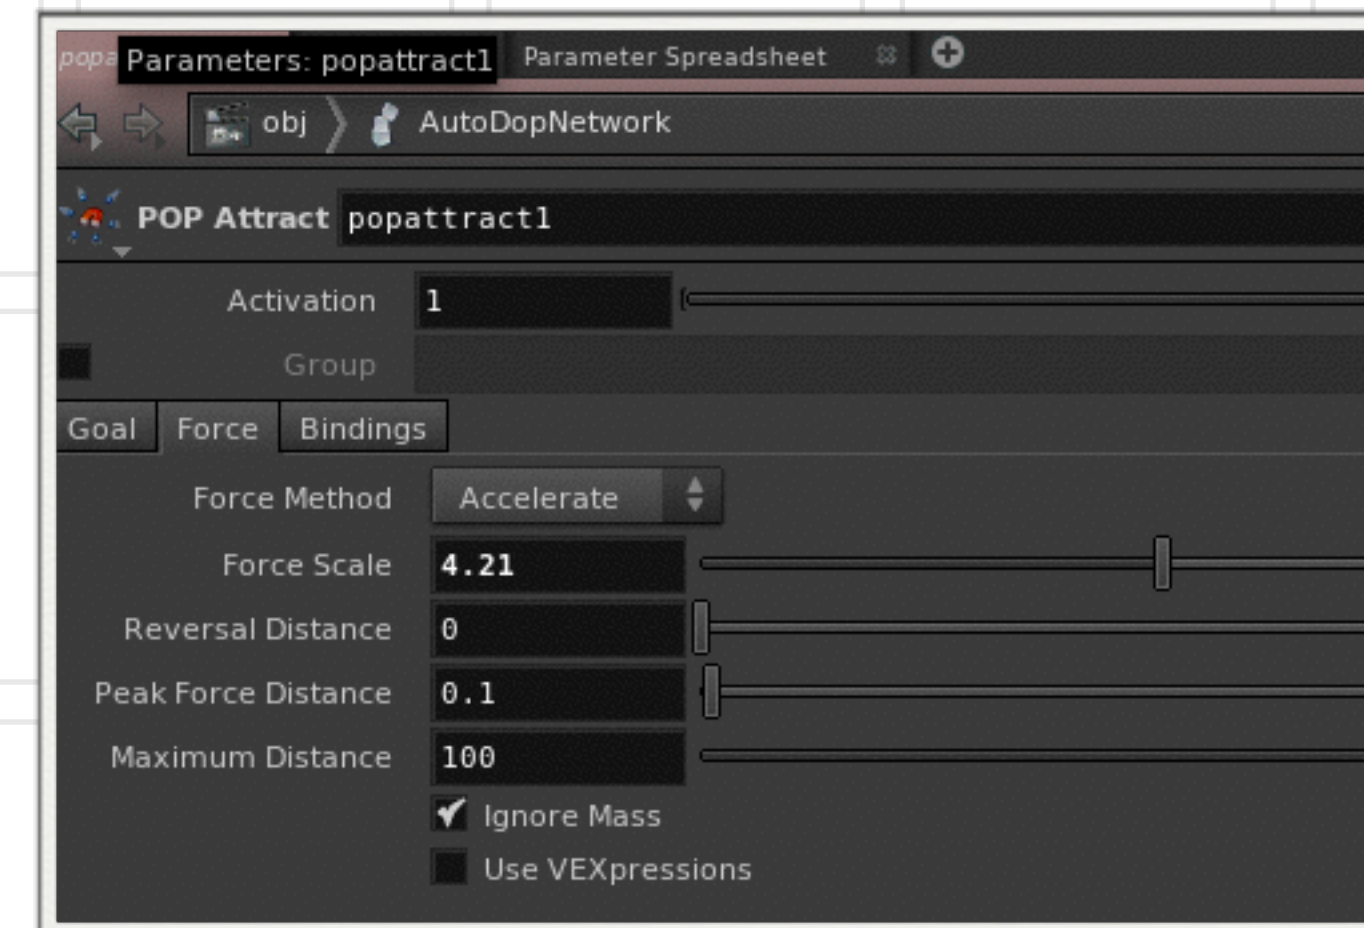 popa Parameters: popattract1 Parameter Spreadsheet
obj AutoDopNetwork
POP Attract popattract1
Activation 1
Group
Goal Force Bindings
Force Method Accelerate
Force Scale 4.21
Reversal Distance 0
Peak Force Distance 0.1
Maximum Distance 100
Ignore Mass
Use VEXpressions